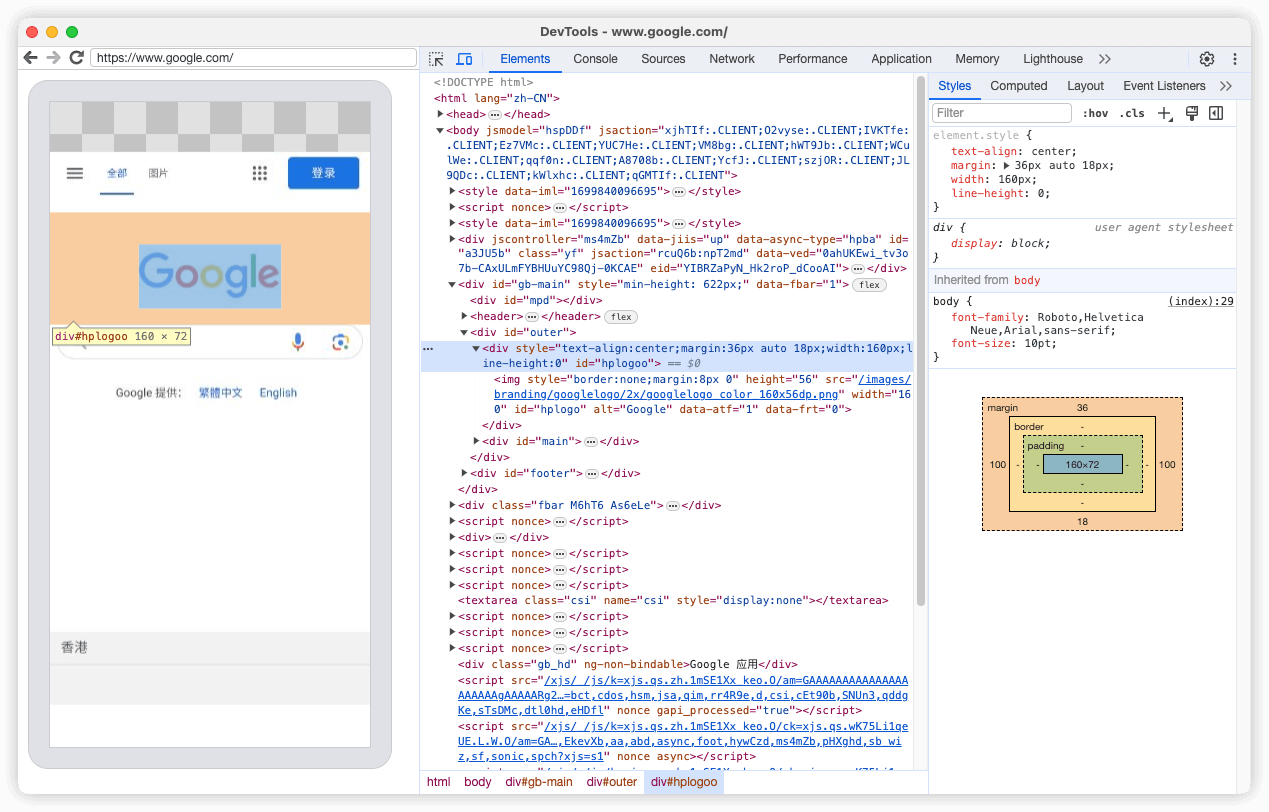 DevTools - www.google.com/
https://www.google.com/
Elements Console Sources Network Performance Application Memory Lighthouse
全部 图片 登录
Google
div#hplogoo 160 × 72
Google 提供： 繁體中文 English
香港
<!DOCTYPE html>
<html lang="zh-CN">
<head>…</head>
<body jsmodel="hspDDf" jsaction="xjhTIf:.CLIENT;O2vyse:.CLIENT;IVKTfe:
.CLIENT;Ez7VMc:.CLIENT;YUC7He:.CLIENT;VM8bg:.CLIENT;hWT9Jb:.CLIENT;WCu
lWe:.CLIENT;qqf0n:.CLIENT;A8708b:.CLIENT;YcfJ:.CLIENT;szjOR:.CLIENT;JL
9QDc:.CLIENT;kWlxhc:.CLIENT;qGMTIf:.CLIENT">
<style data-iml="1699840096695">…</style>
<script nonce>…</script>
<style data-iml="1699840096695">…</style>
<div jscontroller="ms4mZb" data-jiis="up" data-async-type="hpba" id=
"a3JU5b" class="yf" jsaction="rcuQ6b:npT2md" data-ved="0ahUKEwi_tv3o
7b-CAxULmFYBHUuYC98Qj-0KCAE" eid="YIBRZaPyN_Hk2roP_dCooAI">…</div>
<div id="gb-main" style="min-height: 622px;" data-fbar="1"> flex
<div id="mpd"></div>
<header>…</header> flex
<div id="outer">
… <div style="text-align:center;margin:36px auto 18px;width:160px;l
ine-height:0" id="hplogoo"> == $0
<img style="border:none;margin:8px 0" height="56" src="/images/
branding/googlelogo/2x/googlelogo_color_160x56dp.png" width="16
0" id="hplogo" alt="Google" data-atf="1" data-frt="0">
</div>
<div id="main">…</div>
</div>
<div id="footer">…</div>
</div>
<div class="fbar M6hT6 As6eLe">…</div>
<script nonce>…</script>
<div>…</div>
<script nonce>…</script>
<script nonce>…</script>
<script nonce>…</script>
<textarea class="csi" name="csi" style="display:none"></textarea>
<script nonce>…</script>
<script nonce>…</script>
<script nonce>…</script>
<div class="gb_hd" ng-non-bindable>Google 应用</div>
<script src="/xjs/_/js/k=xjs.qs.zh.1mSE1Xx_keo.O/am=GAAAAAAAAAAAAAAA
AAAAAAgAAAAARg2…=bct,cdos,hsm,jsa,qim,rr4R9e,d,csi,cEt90b,SNUn3,qddg
Ke,sTsDMc,dtl0hd,eHDfl" nonce gapi_processed="true"></script>
<script src="/xjs/_/js/k=xjs.qs.zh.1mSE1Xx_keo.O/ck=xjs.qs.wK75Li1qe
UE.L.W.O/am=GA…,EkevXb,aa,abd,async,foot,hywCzd,ms4mZb,pHXghd,sb_wi
z,sf,sonic,spch?xjs=s1" nonce async></script>
html body div#gb-main div#outer div#hplogoo
Styles Computed Layout Event Listeners
Filter :hov .cls
element.style {
text-align: center;
margin: 36px auto 18px;
width: 160px;
line-height: 0;
}
div { user agent stylesheet
display: block;
}
Inherited from body
body { (index):29
font-family: Roboto,Helvetica
Neue,Arial,sans-serif;
font-size: 10pt;
}
margin 36
border -
padding -
100 - - 160×72 - - 100
-
-
18